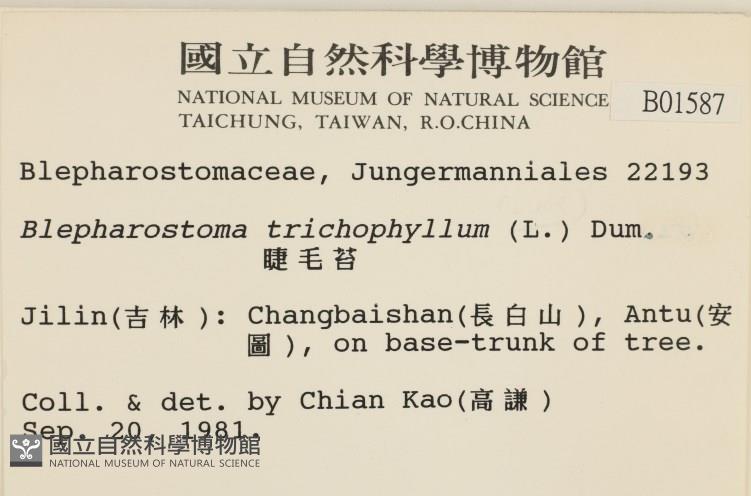 國立自然科學博物館
NATIONAL MUSEUM OF NATURAL SCIENCE B01587
TAICHUNG, TAIWAN, R.O.CHINA
Blepharostomaceae, Jungermanniales 22193
Blepharostoma trichophyllum (L.) Dum.
睫毛苔
Jilin(吉林): Changbaishan(長白山), Antu(安
圖), on base-trunk of tree.
Coll. & det. by Chian Kao(高謙)
Sep. 20, 1981.
國立自然科學博物館
NATIONAL MUSEUM OF NATURAL SCIENCE